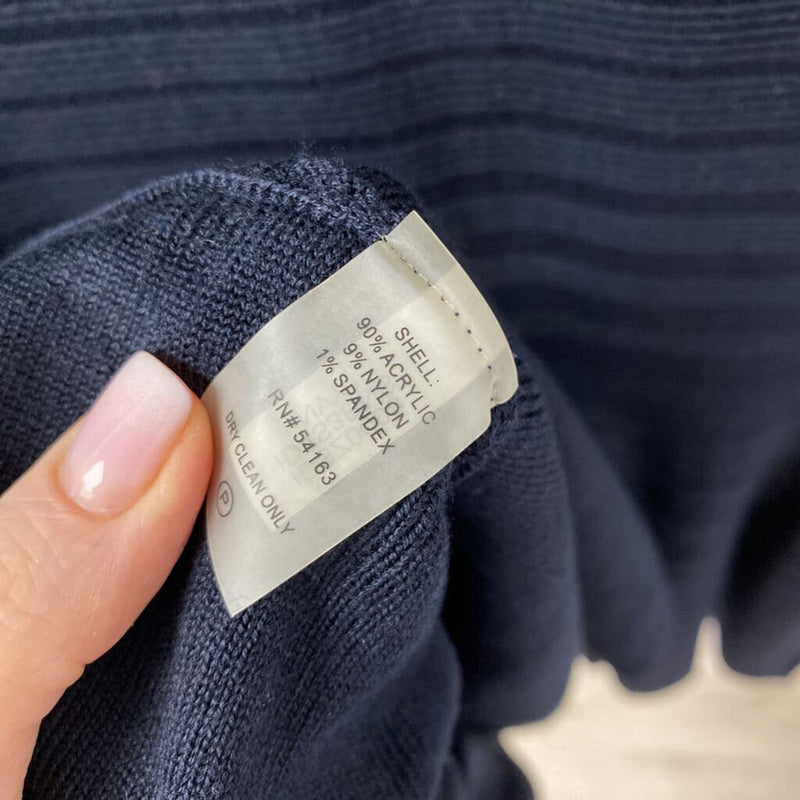 SHELL:
90% ACRYLIC
9% NYLON
1% SPANDEX
RN# 54163
DRY CLEAN ONLY
P